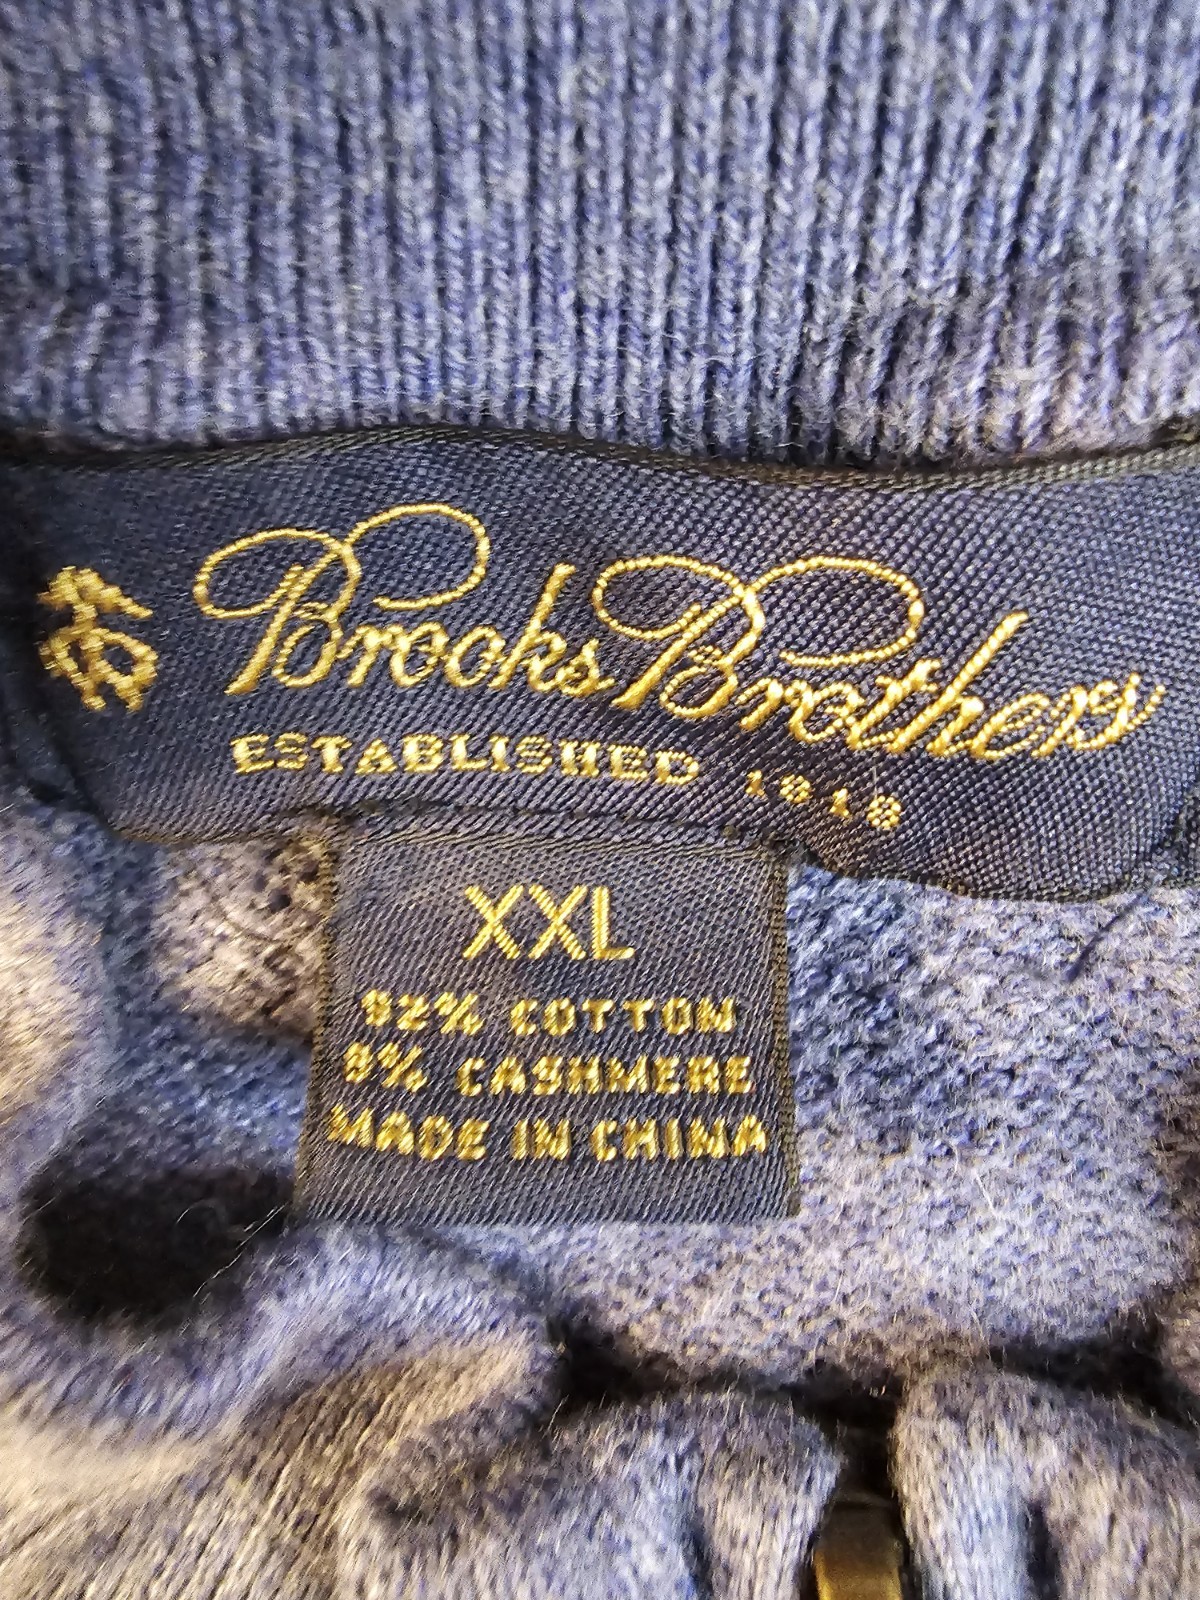 Brooks Brothers
ESTABLISHED 1818
XXL
92% COTTON
8% CASHMERE
MADE IN CHINA